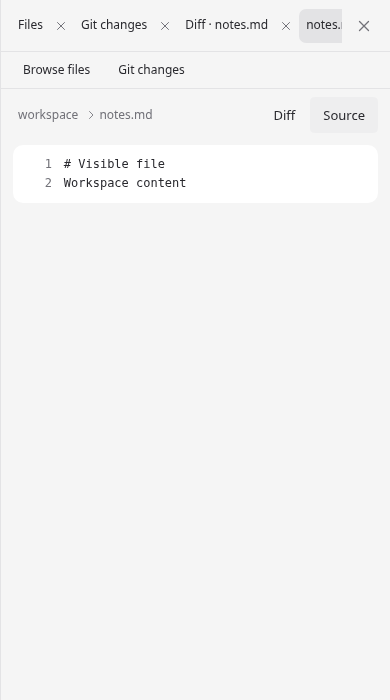 Files
Git changes
Diff · notes.md
notes.
Browse files
Git changes
workspace > notes.md
Diff
Source
1 # Visible file
2 Workspace content